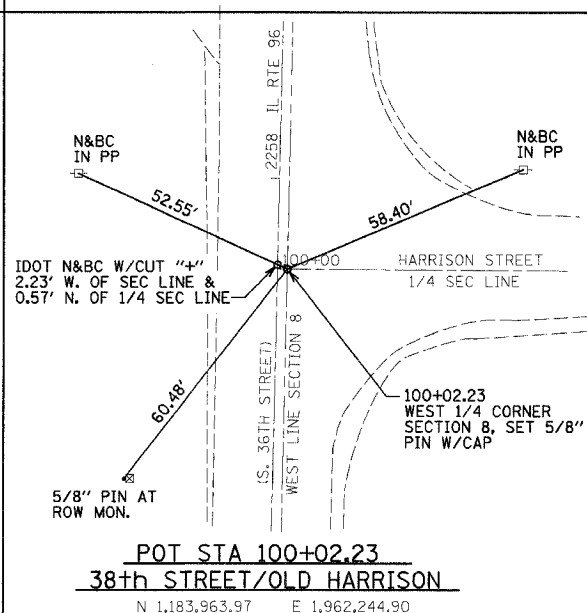 N&BC
IN PP
2258 IL RTE 96
N&BC
IN PP
52.55'
58.40'
IDOT N&BC W/CUT "+"
2.23' W. OF SEC LINE &
0.57' N. OF 1/4 SEC LINE
100+00
HARRISON STREET
1/4 SEC LINE
60.48'
(S. 36TH STREET)
WEST LINE SECTION 8
100+02.23
WEST 1/4 CORNER
SECTION 8, SET 5/8"
PIN W/CAP
5/8" PIN AT
ROW MON.
POT STA 100+02.23
38th STREET/OLD HARRISON
N 1,183,963.97 E 1,962,244.90